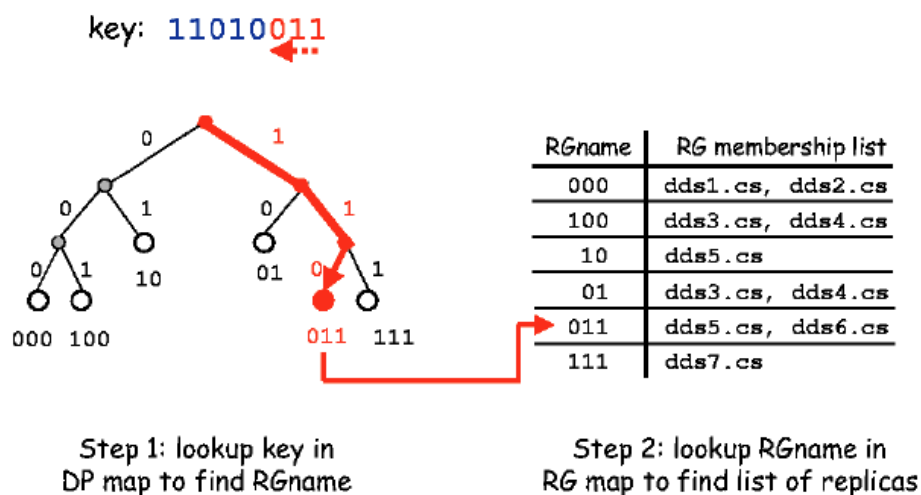 key: 11010011
0 1
0 1 0 1
0 1 10 01 0 1
000 100 011 111
RGname RG membership list
000 dds1.cs, dds2.cs
100 dds3.cs, dds4.cs
10 dds5.cs
01 dds3.cs, dds4.cs
011 dds5.cs, dds6.cs
111 dds7.cs
Step 1: lookup key in
DP map to find RGname
Step 2: lookup RGname in
RG map to find list of replicas